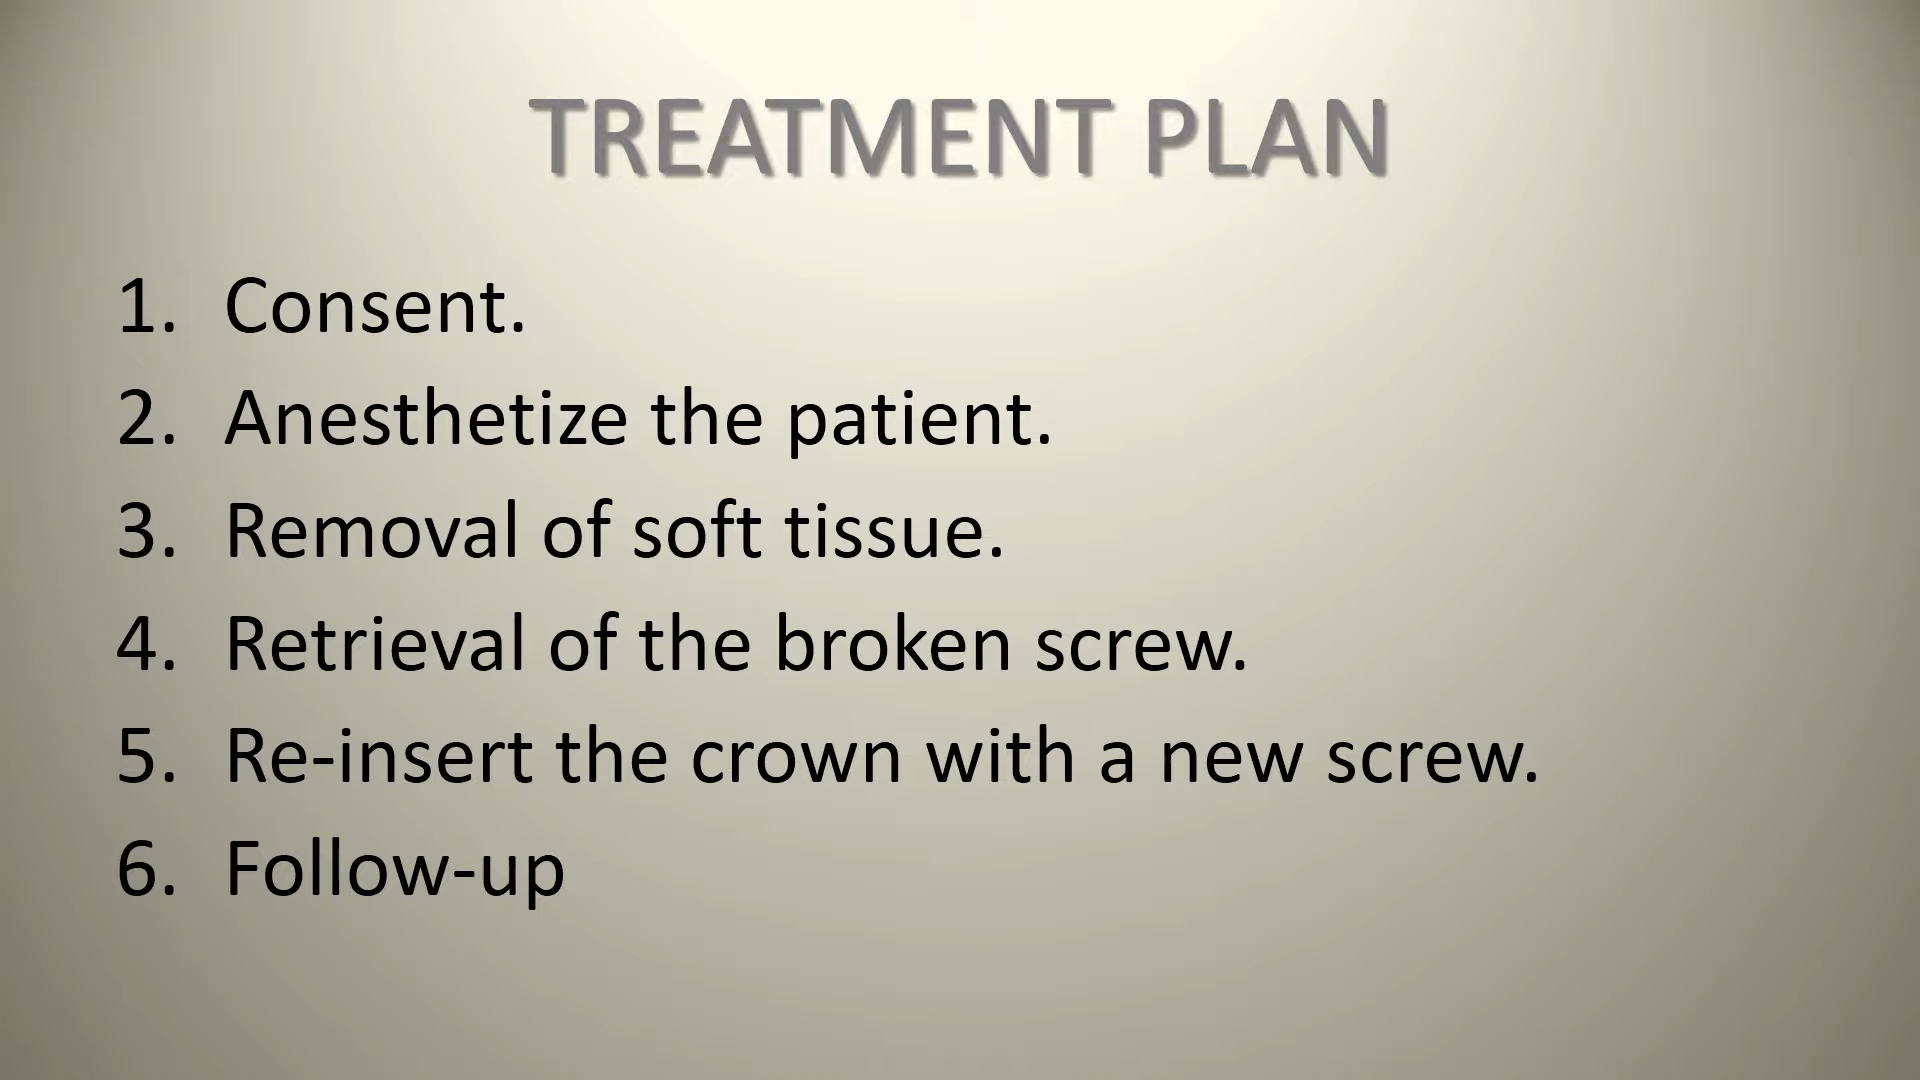 TREATMENT PLAN
1. Consent.
2. Anesthetize the patient.
3. Removal of soft tissue.
4. Retrieval of the broken screw.
5. Re-insert the crown with a new screw.
6. Follow-up